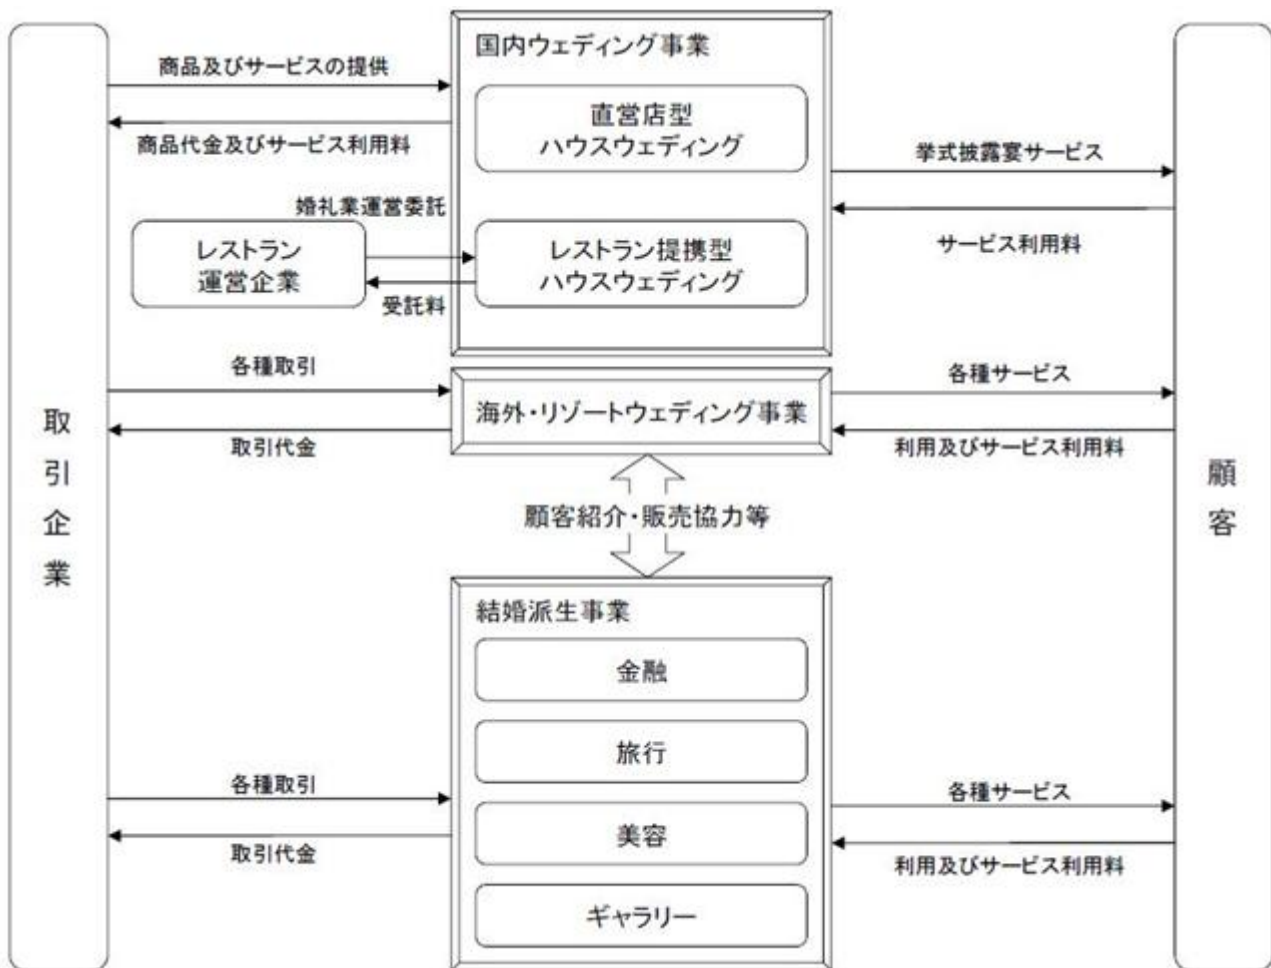 国内ウェディング事業
商品及びサービスの提供
直営店型
ハウスウェディング
商品代金及びサービス利用料
挙式披露宴サービス
婚礼業運営委託
レストラン
運営企業
レストラン提携型
ハウスウェディング
サービス利用料
受託料
各種取引
各種サービス
海外・リゾートウェディング事業
取引代金
利用及びサービス利用料
取引企業
顧客
顧客紹介・販売協力等
結婚派生事業
金融
旅行
各種取引
各種サービス
美容
取引代金
利用及びサービス利用料
ギャラリー